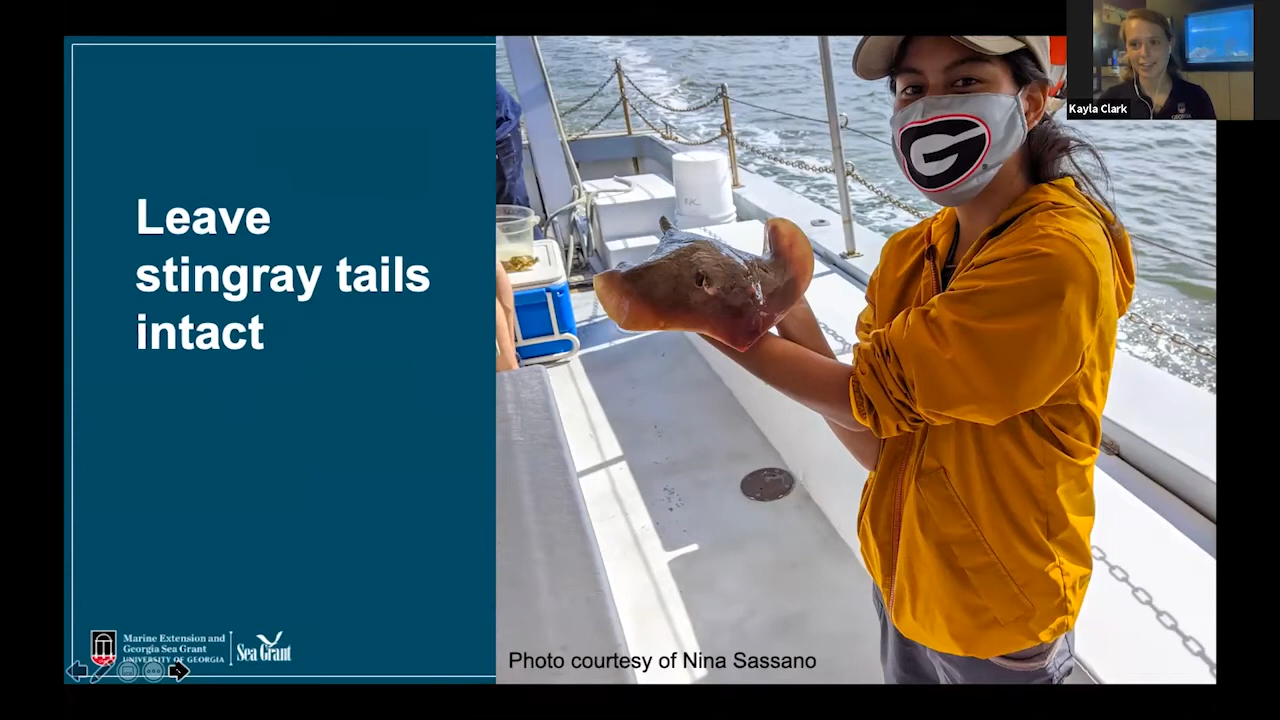 Kayla Clark
Leave
stingray tails
intact
G
Marine Extension and
Georgia Sea Grant
UNIVERSITY OF GEORGIA
Sea Grant
Photo courtesy of Nina Sassano